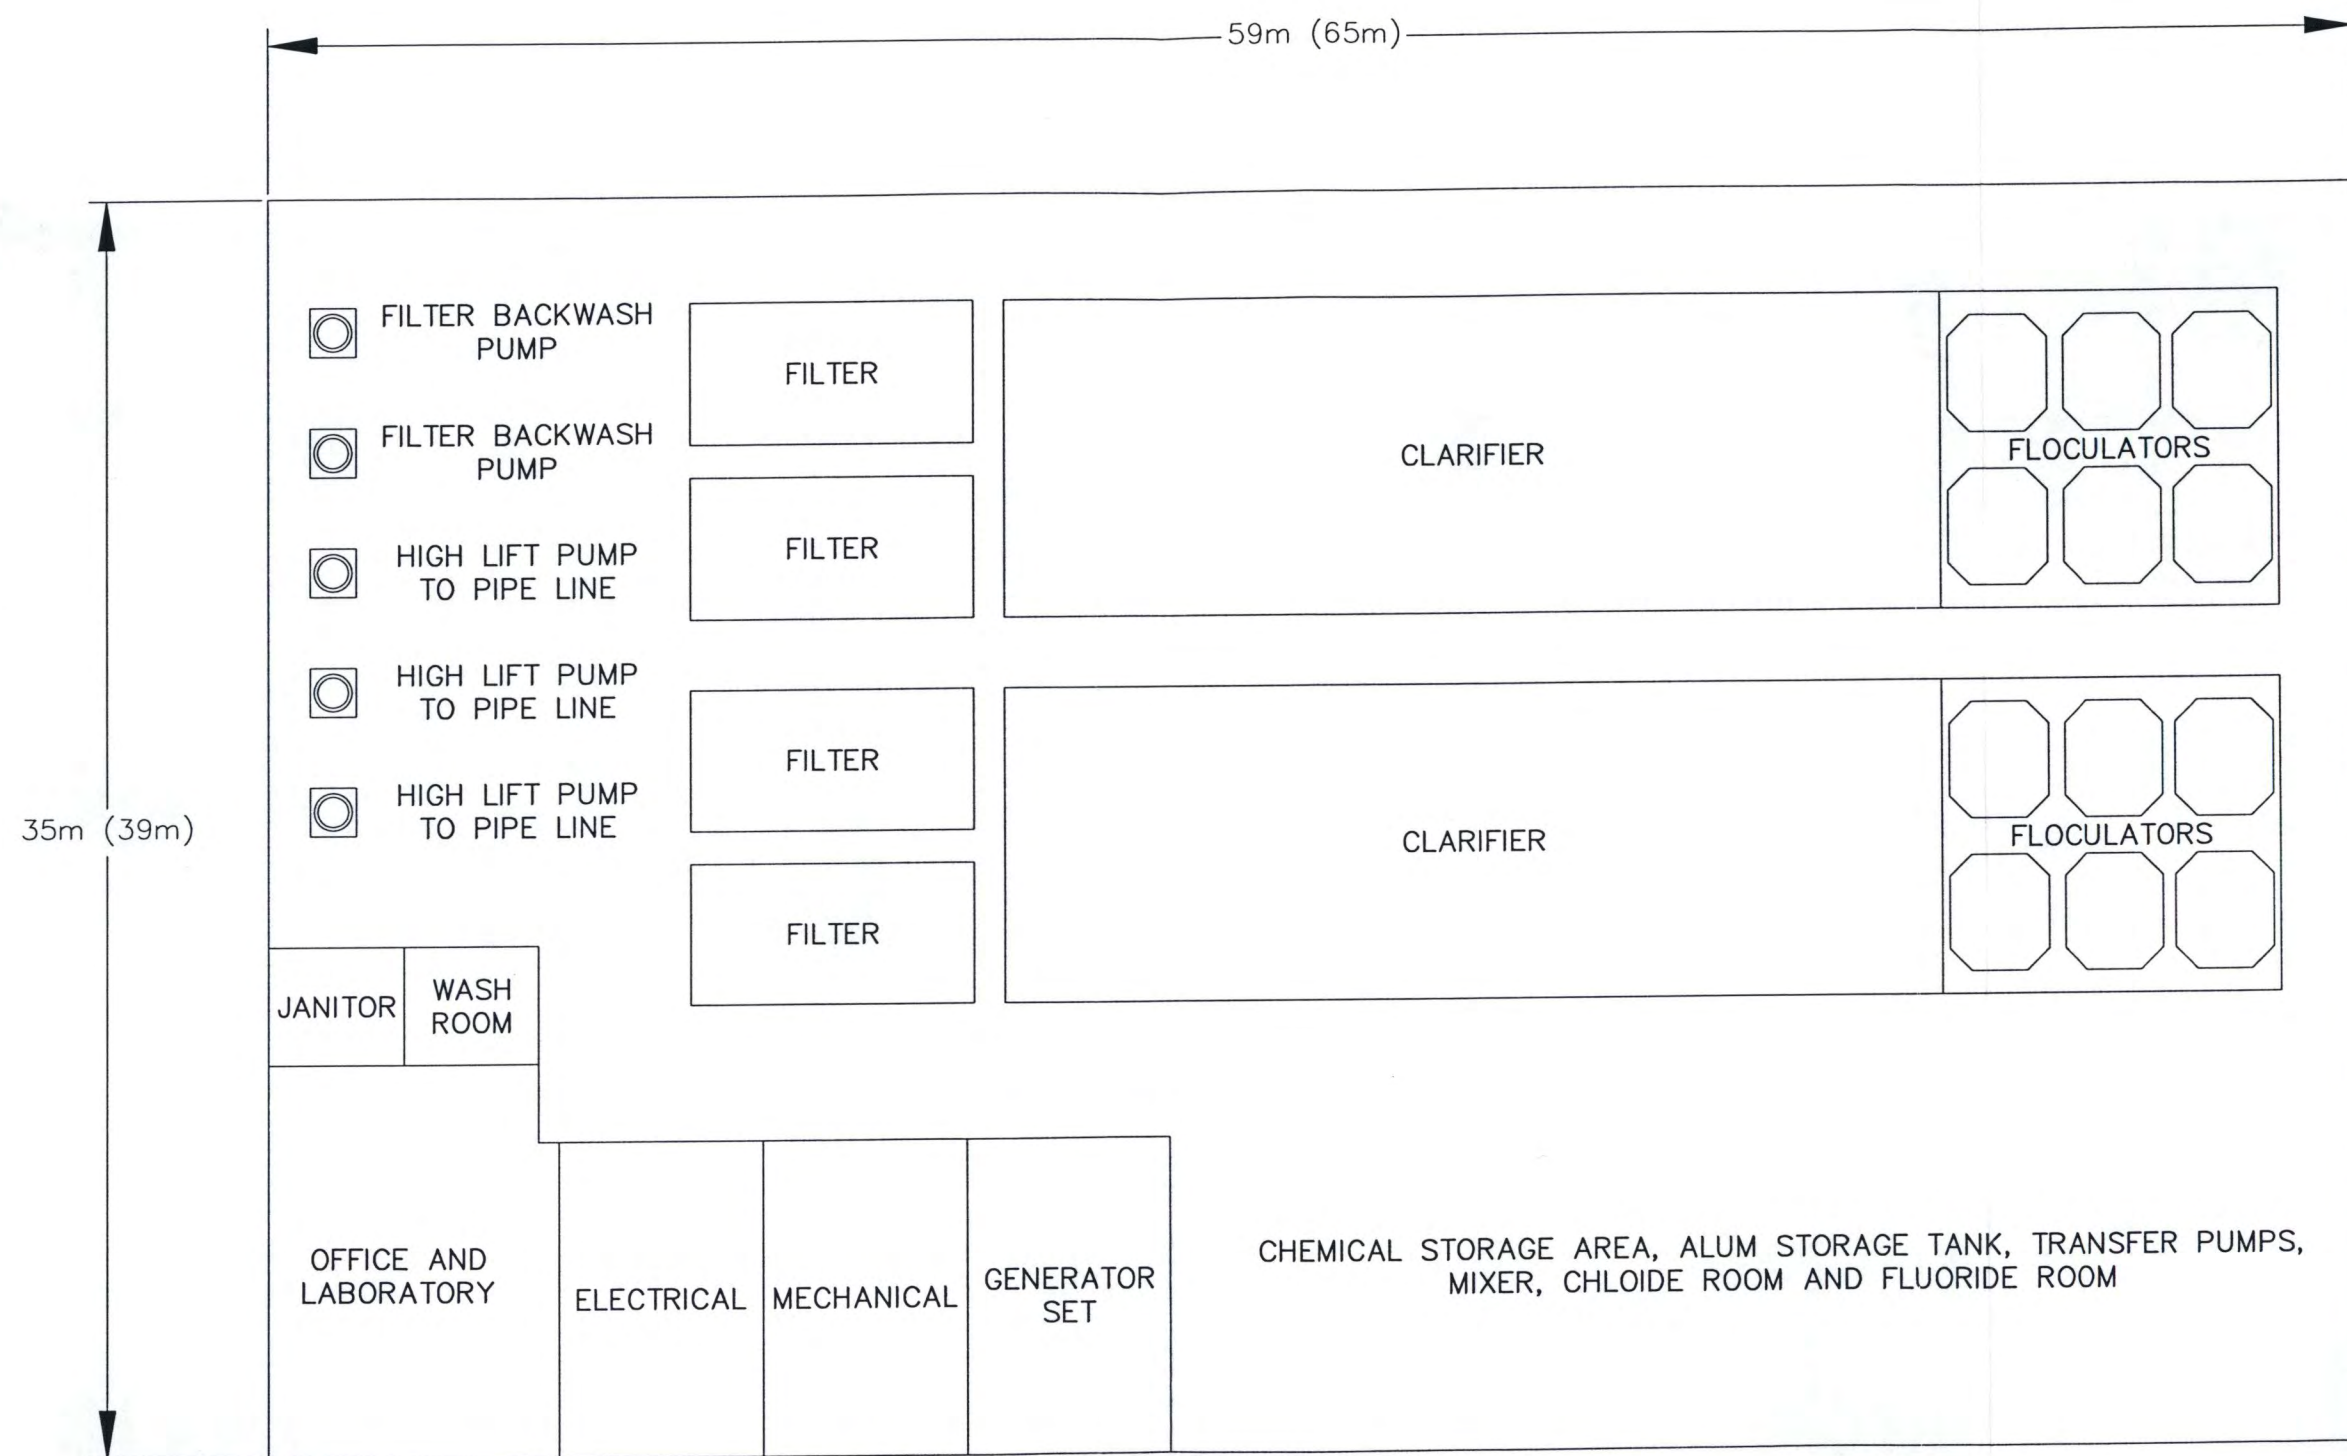 59m (65m)
FILTER BACKWASH
PUMP
FILTER
FILTER BACKWASH
PUMP
CLARIFIER
FLOCULATORS
HIGH LIFT PUMP
TO PIPE LINE
FILTER
HIGH LIFT PUMP
TO PIPE LINE
FILTER
HIGH LIFT PUMP
TO PIPE LINE
35m (39m)
CLARIFIER
FLOCULATORS
FILTER
JANITOR
WASH
ROOM
OFFICE AND
LABORATORY
ELECTRICAL
MECHANICAL
GENERATOR
SET
CHEMICAL STORAGE AREA, ALUM STORAGE TANK, TRANSFER PUMPS,
MIXER, CHLOIDE ROOM AND FLUORIDE ROOM